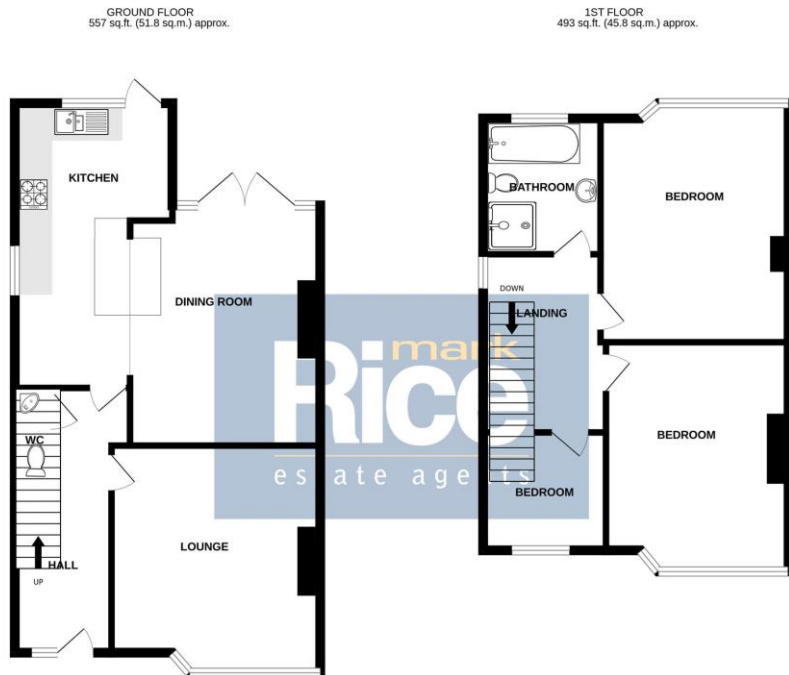 GROUND FLOOR
557 sq.ft. (51.8 sq.m.) approx.
KITCHEN
DINING ROOM
WC
LOUNGE
HALL
UP
1ST FLOOR
493 sq.ft. (45.8 sq.m.) approx.
BATHROOM
BEDROOM
DOWN
LANDING
BEDROOM
BEDROOM
mark
Rice
estate agents